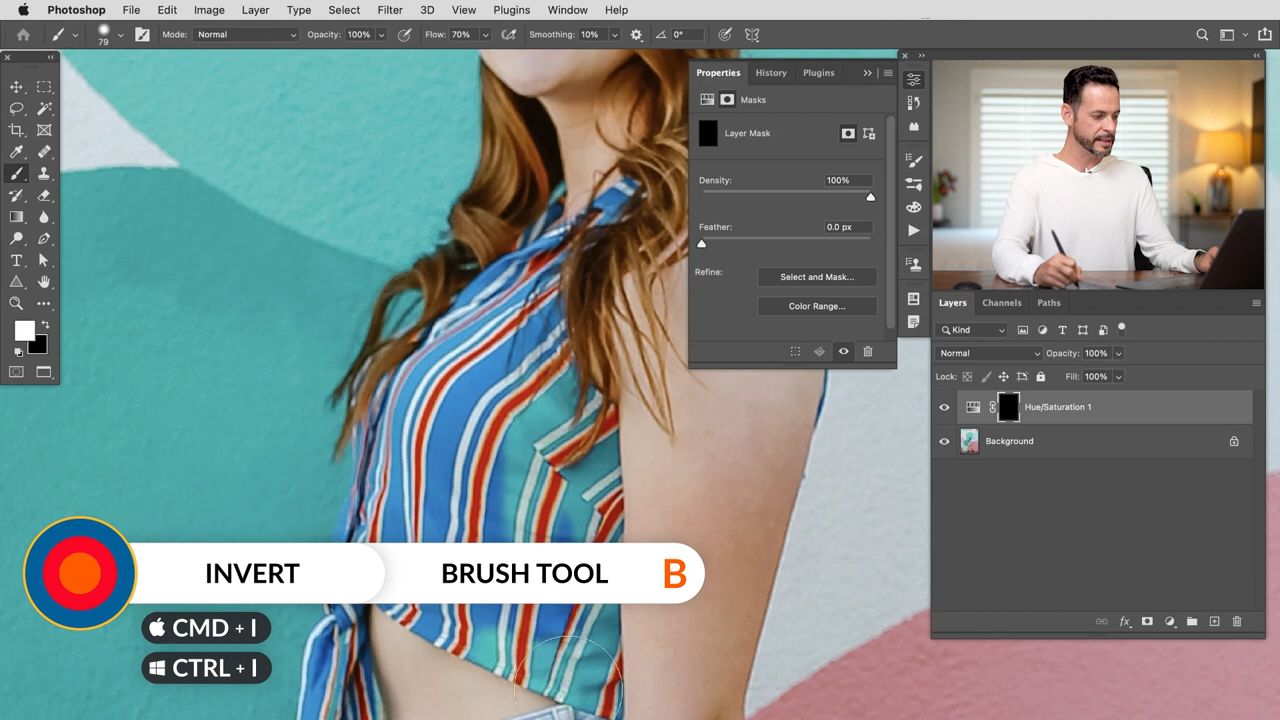 Photoshop File Edit Image Layer Type Select Filter 3D View Plugins Window Help
79 Mode: Normal Opacity: 100% Flow: 70% Smoothing: 10% 0°
Properties History Plugins
Masks
Layer Mask
Density: 100%
Feather: 0.0 px
Refine: Select and Mask...
Color Range...
Layers Channels Paths
Kind
Normal Opacity: 100%
Lock: Fill: 100%
Hue/Saturation 1
Background
INVERT BRUSH TOOL B
CMD + I
CTRL + I